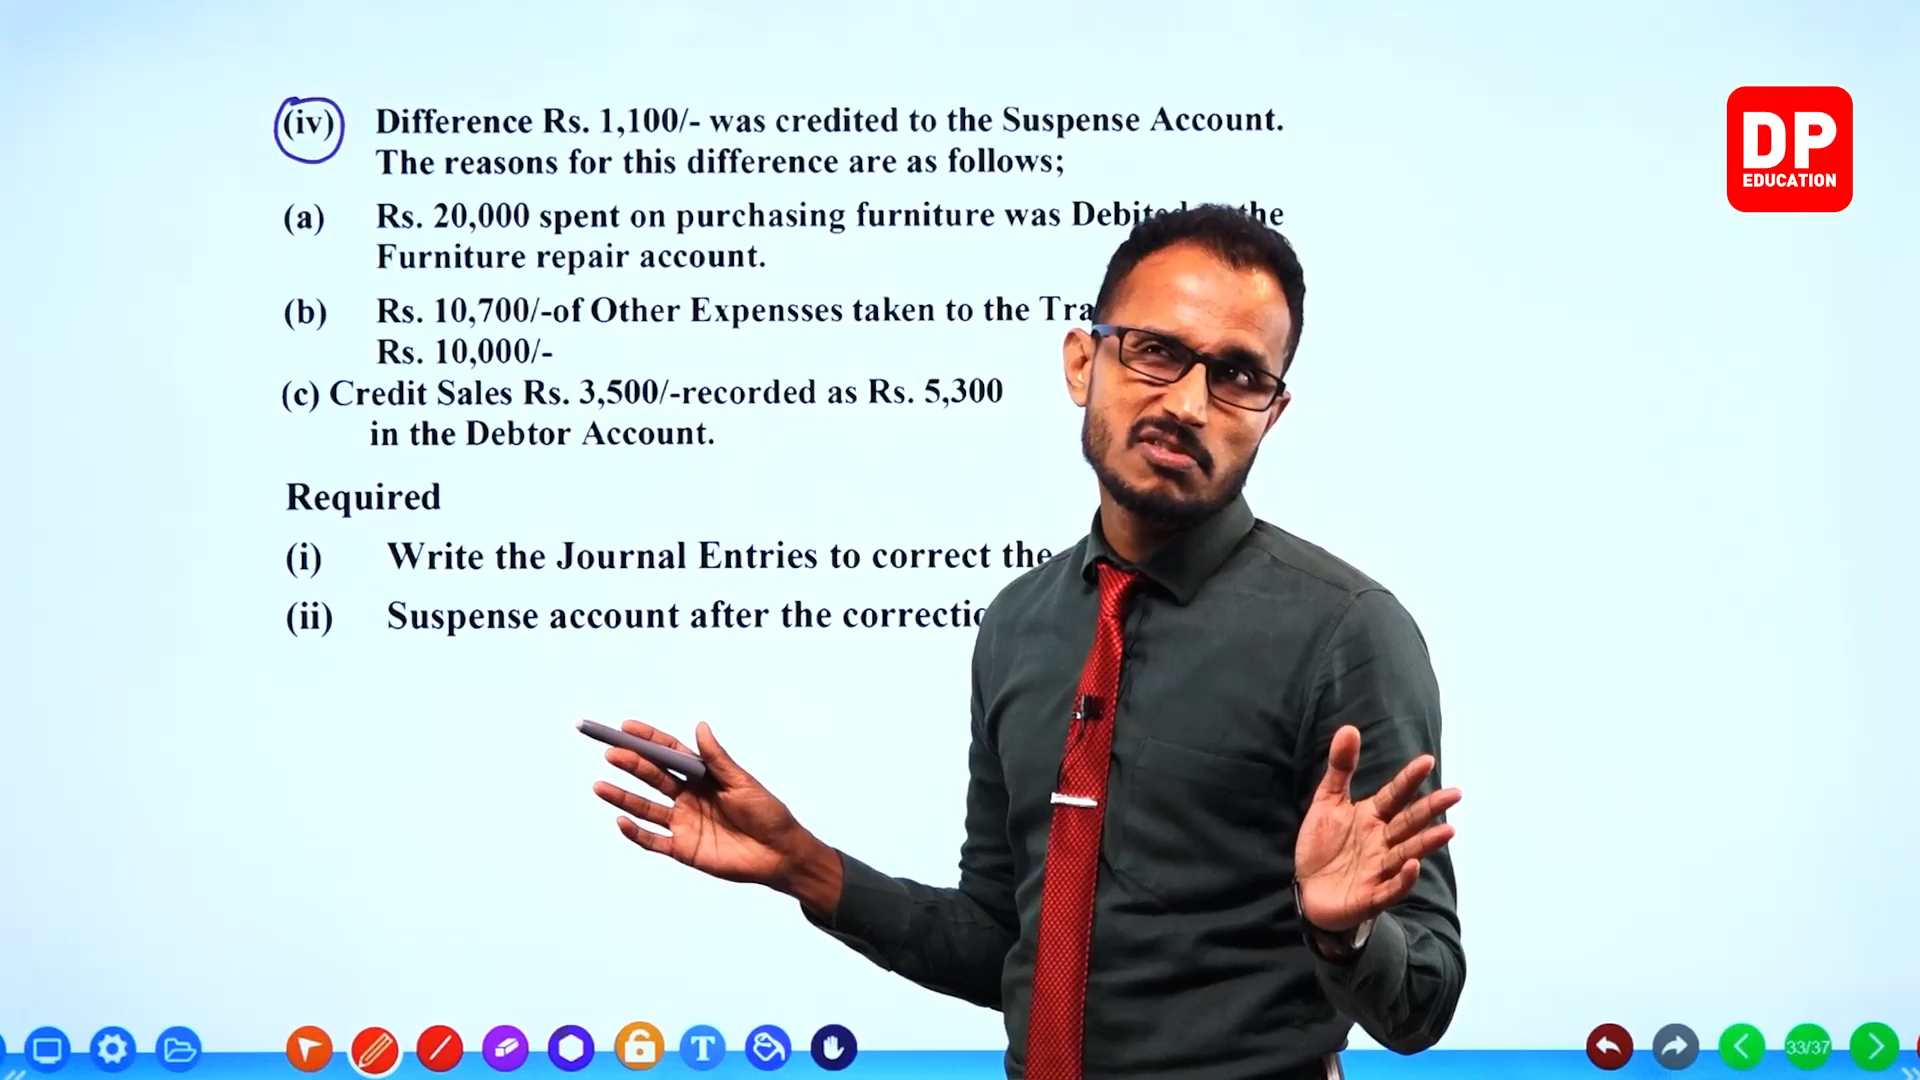 (iv) Difference Rs. 1,100/- was credited to the Suspense Account.
The reasons for this difference are as follows;
DP
EDUCATION
(a) Rs. 20,000 spent on purchasing furniture was the
Furniture repair account.
(b) Rs. 10,700/-of Other Expensses taken to the
Rs. 10,000/-
(c) Credit Sales Rs. 3,500/-recorded as Rs. 5,300
in the Debtor Account.
Required
(i) Write the Journal Entries to correct the
(ii) Suspense account after the
T
33/37